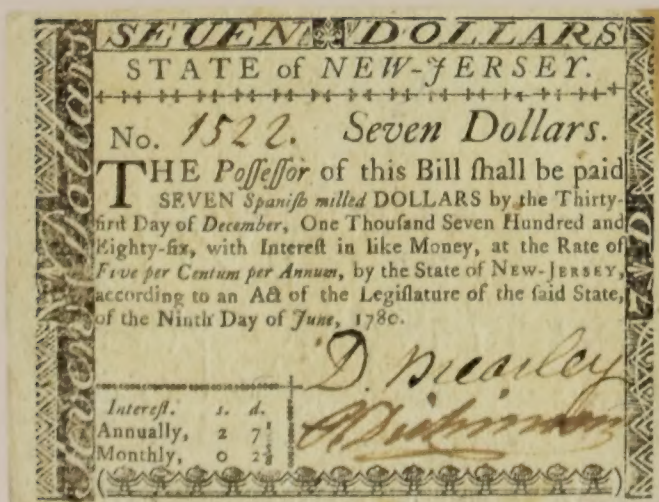 SEVEN DOLLARS
STATE of NEW-JERSEY.
No. 1522. Seven Dollars.
THE Poſſeſſor of this Bill ſhall be paid
SEVEN Spaniſh milled DOLLARS by the Thirty-
firſt Day of December, One Thouſand Seven Hundred and
Eighty-ſix, with Intereſt in like Money, at the Rate of
Five per Centum per Annum, by the State of NEW-JERSEY,
according to an Act of the Legiſlature of the ſaid State,
of the Ninth Day of June, 1780.
D. Brearley
Intereſt. s. d.
Annually, 2 7½
Monthly, 0 2⅝
Seven Dollars